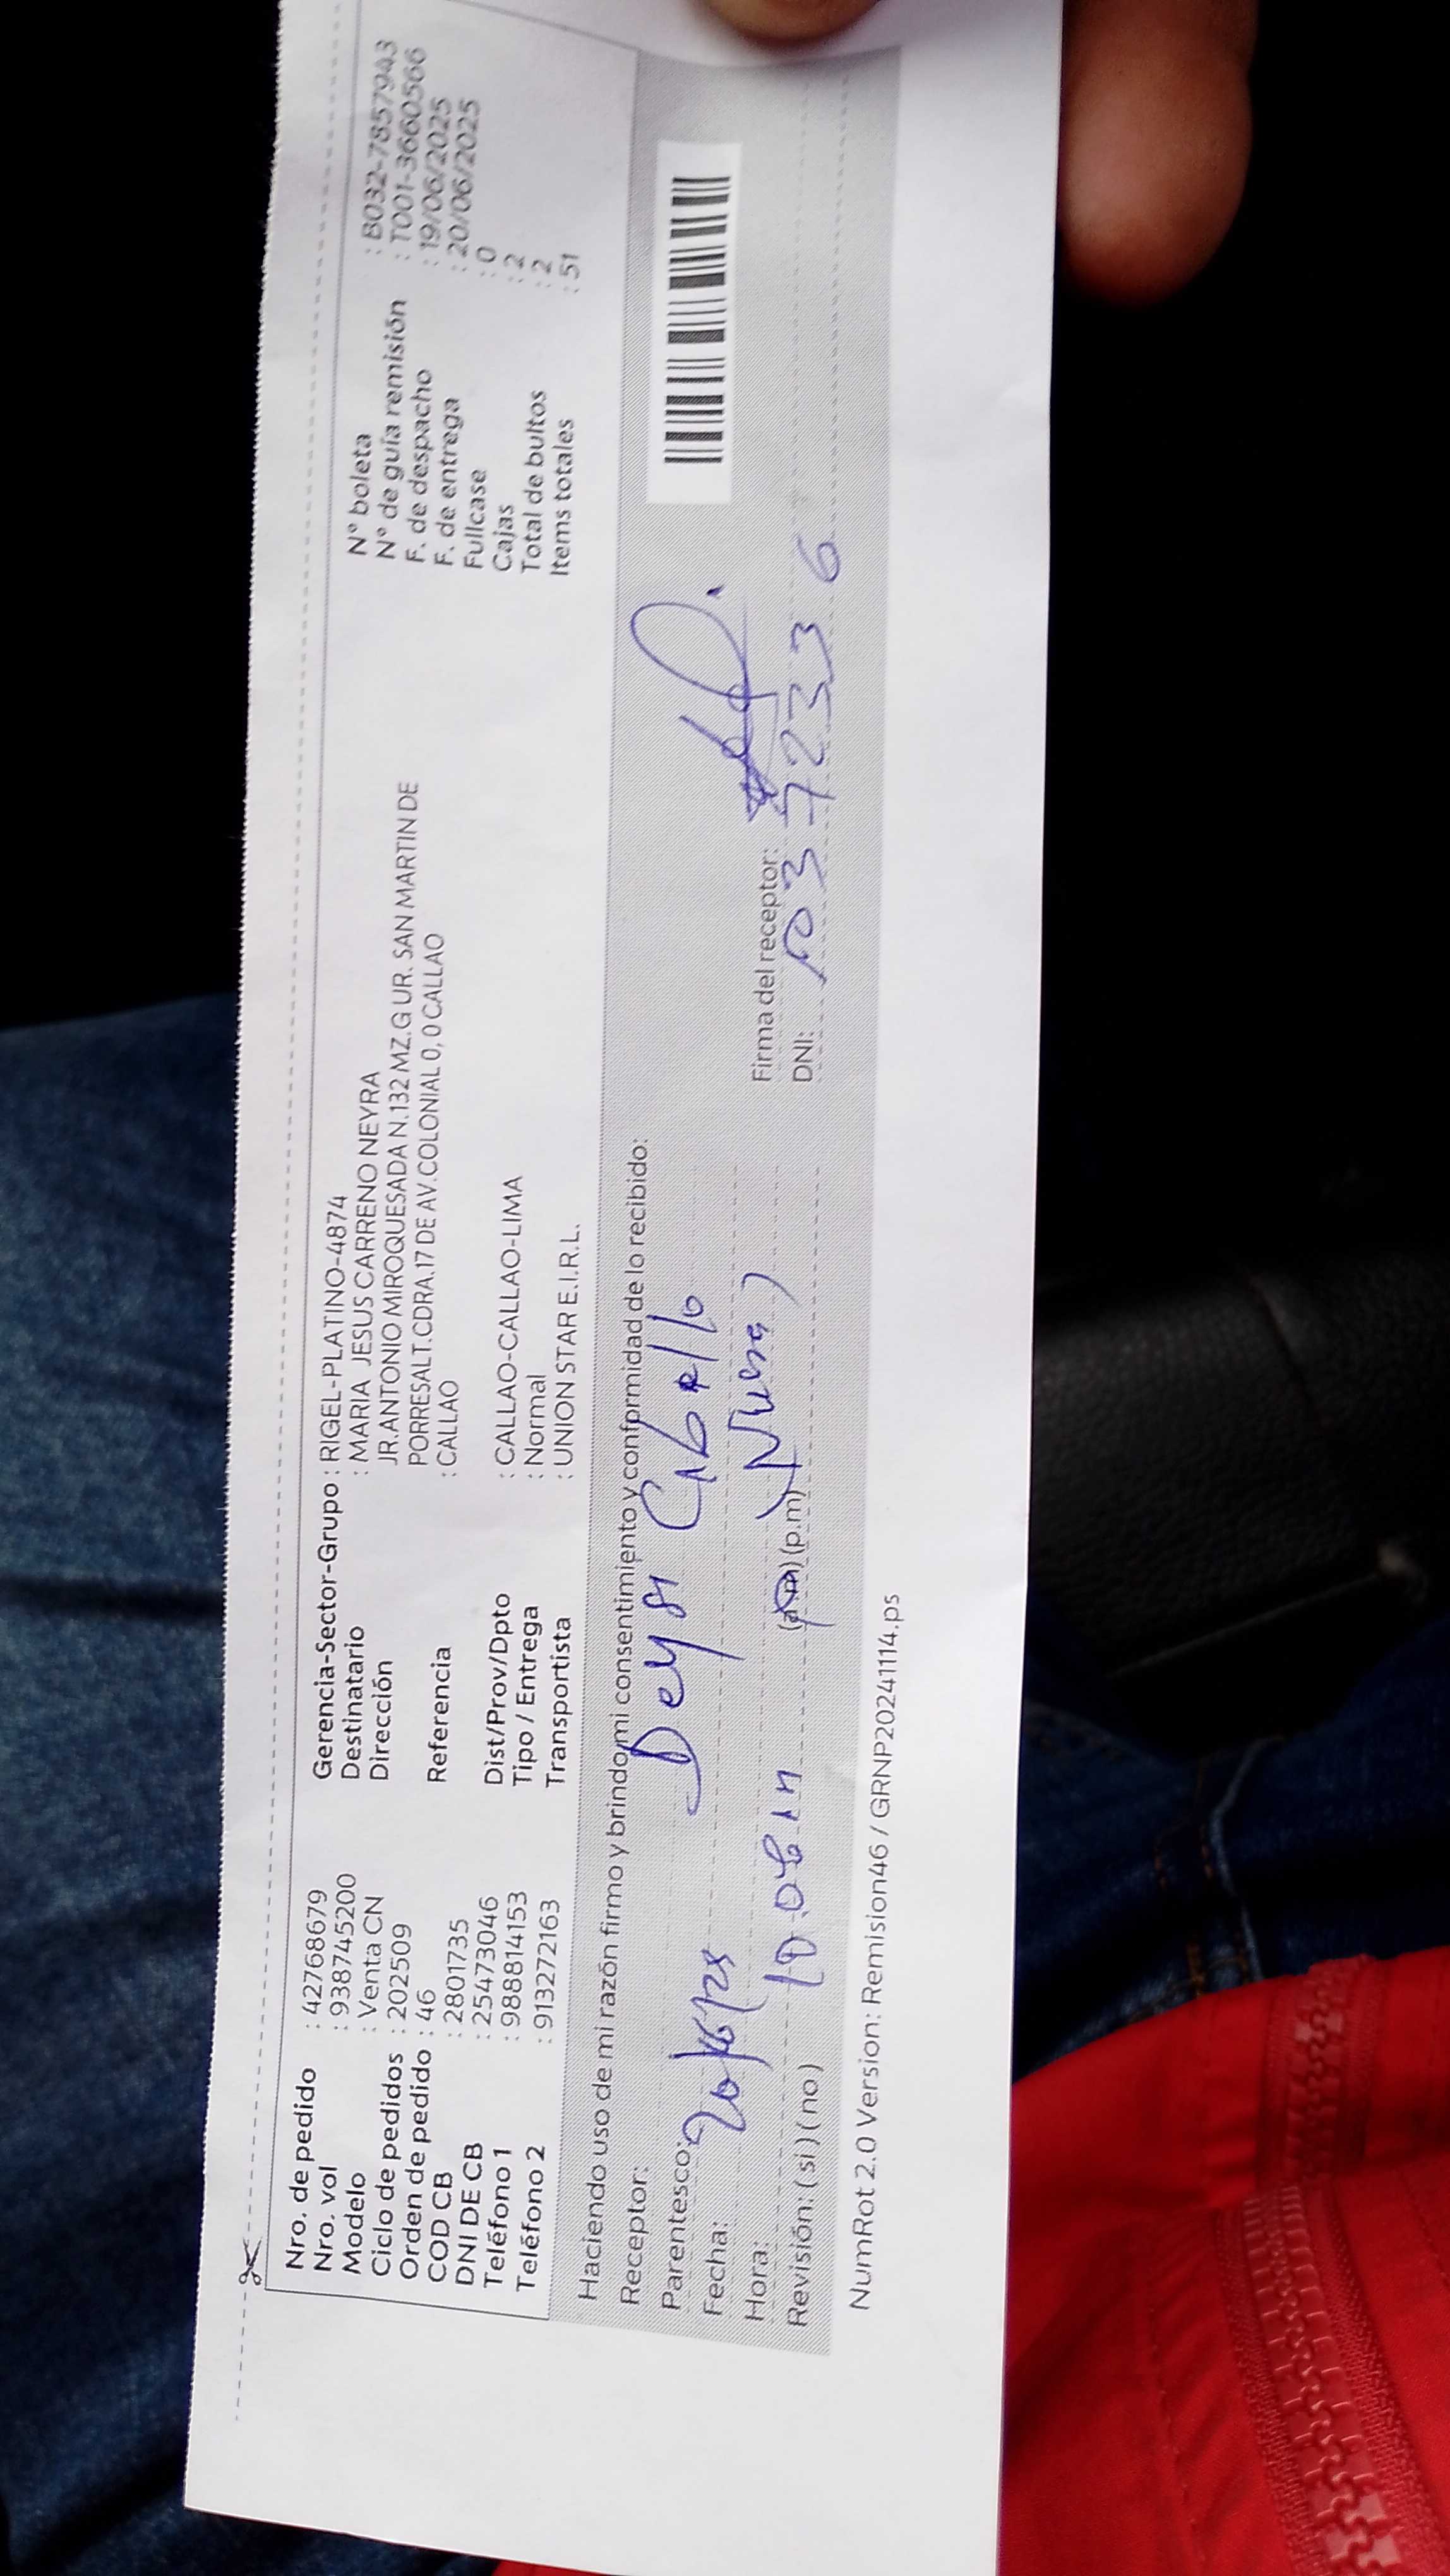 Nro. de pedido : 427768679
Nro. vol : 938745200
Modelo : Venta CN
Ciclo de pedidos : 202509
Orden de pedido : 46
COD CB : 2801735
DNI DE CB : 25473046
Teléfono 1 : 988814153
Teléfono 2 : 913272163
Gerencia-Sector-Grupo : RIGEL-PLATINO-4874
Destinatario : MARIA JESUS CARRENO NEYRA
Dirección JR.ANTONIO MIROQUESADA N.132 MZ.G UR. SAN MARTIN DE
PORRESALT.CDRA.17 DE AV.COLONIAL 0, 0 CALLAO
Referencia : CALLAO
Dist/Prov/Dpto : CALLAO-CALLAO-LIMA
Tipo / Entrega : Normal
Transportista : UNION STAR E.I.R.L.
N° boleta : B032-7857943
N° de guía remisión : T001-3660566
F. de despacho : 19/06/2025
F. de entrega : 20/06/2025
Fullcase : 0
Cajas : 2
Total de bultos : 2
Items totales : 51
Haciendo uso de mi razón firmo y brindo mi consentimiento y conformidad de lo recibido:
Receptor: Deysi
Parentesco:
Fecha:
Hora: (a.m) (p.m)
Revisión: (si) (no)
Firma del receptor:
DNI:
NumRot 2.0 Version: Remision46 / GRNP20241114.ps